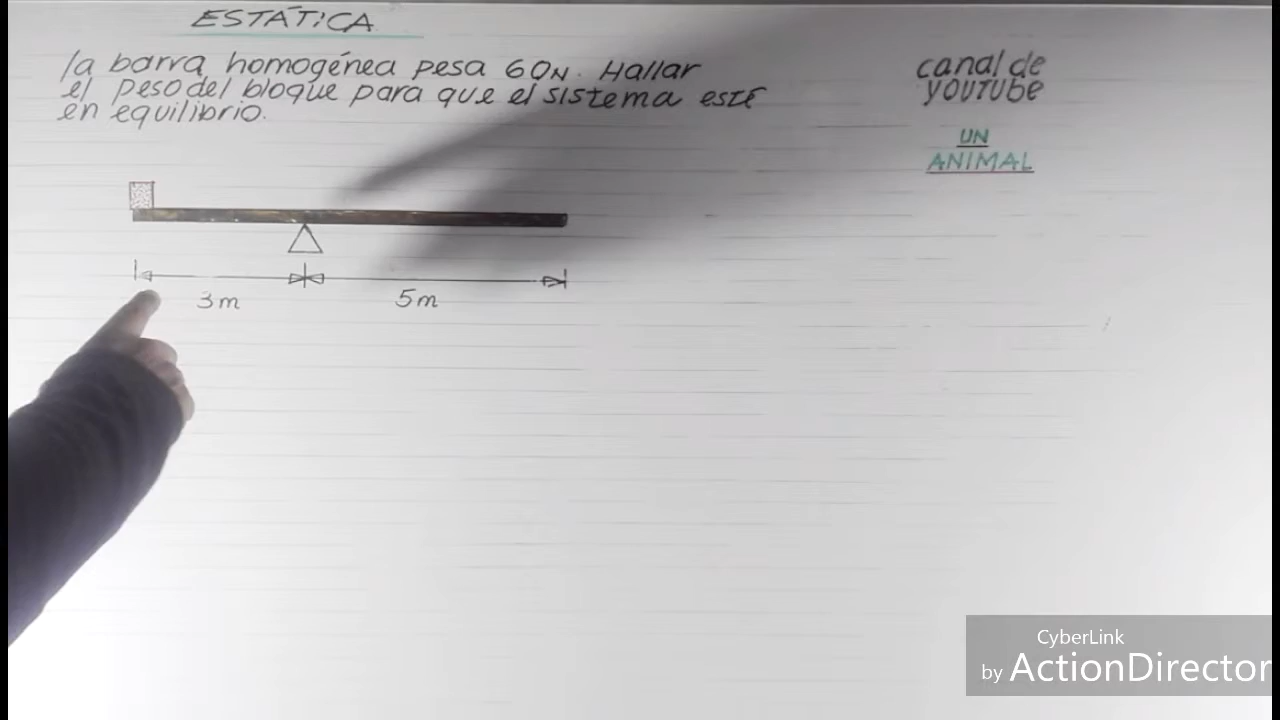 ESTÁTICA
la barra homogénea pesa 60N. Hallar
el peso del bloque para que el sistema esté
en equilibrio.
canal de
YOUTUBE
UN
ANIMAL
3m
5m
CyberLink
by ActionDirector